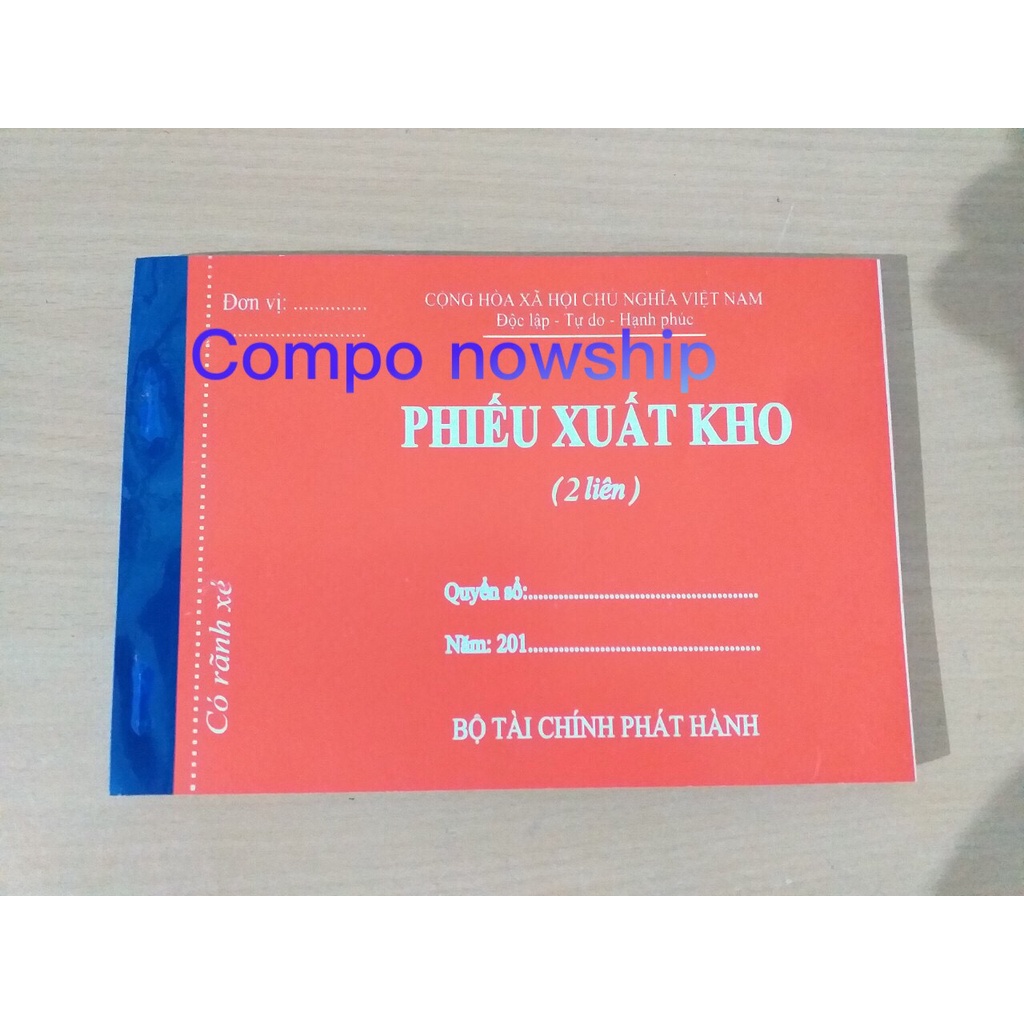 Đơn vị: ..............
CỘNG HÒA XÃ HỘI CHỦ NGHĨA VIỆT NAM
Độc lập - Tự do - Hạnh phúc
Compo nowship
PHIẾU XUẤT KHO
( 2 liên )
Quyển số:.............................................
Năm: 201.............................................
BỘ TÀI CHÍNH PHÁT HÀNH
Có rãnh xé